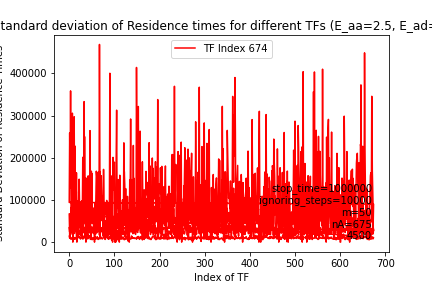 tandard deviation of Residence times for different TFs (E_aa=2.5, E_ad=
TF Index 674
400000
300000
200000
100000
0
Standard Deviation of Residence Times
stop_time=1000000
ignoring_steps=10000
m=50
nA=675
0 100 200 300 400 500 600 700
Index of TF